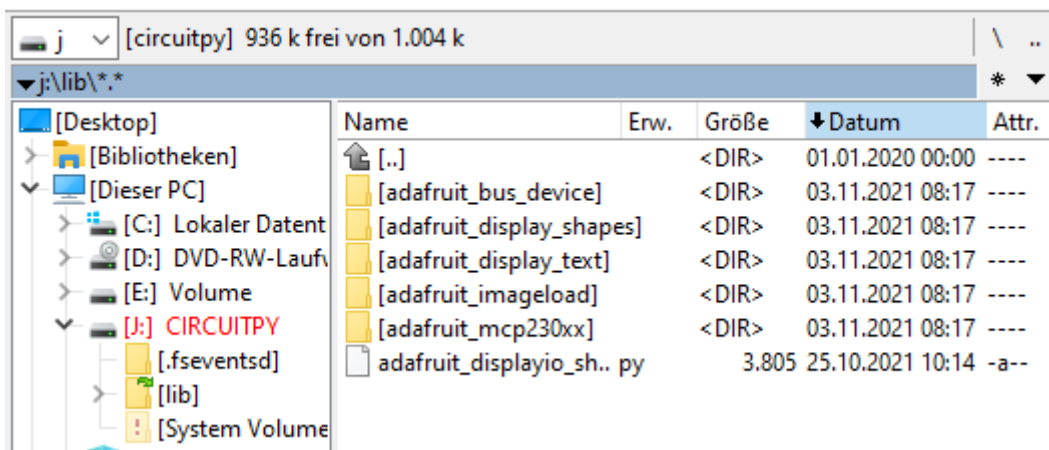 j [circuitpy] 936 k frei von 1.004 k \ ..
j:\lib\*.* *
[Desktop]
[Bibliotheken]
[Dieser PC]
[C:] Lokaler Datent
[D:] DVD-RW-Laufv
[E:] Volume
[J:] CIRCUITPY
[.fseventsd]
[lib]
[System Volume
Name Erw. Größe Datum Attr.
[..] <DIR> 01.01.2020 00:00 ----
[adafruit_bus_device] <DIR> 03.11.2021 08:17 ----
[adafruit_display_shapes] <DIR> 03.11.2021 08:17 ----
[adafruit_display_text] <DIR> 03.11.2021 08:17 ----
[adafruit_imageload] <DIR> 03.11.2021 08:17 ----
[adafruit_mcp230xx] <DIR> 03.11.2021 08:17 ----
adafruit_displayio_sh.. py 3.805 25.10.2021 10:14 -a--